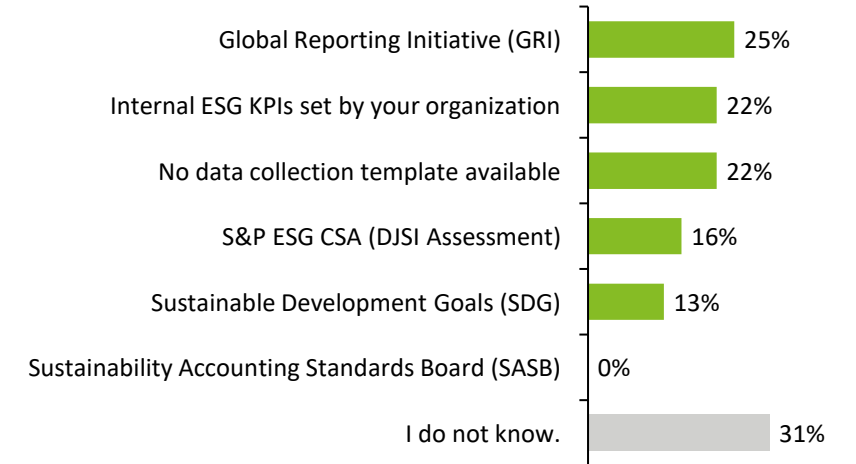 Global Reporting Initiative (GRI) 25%
Internal ESG KPIs set by your organization 22%
No data collection template available 22%
S&P ESG CSA (DJSI Assessment) 16%
Sustainable Development Goals (SDG) 13%
Sustainability Accounting Standards Board (SASB) 0%
I do not know. 31%